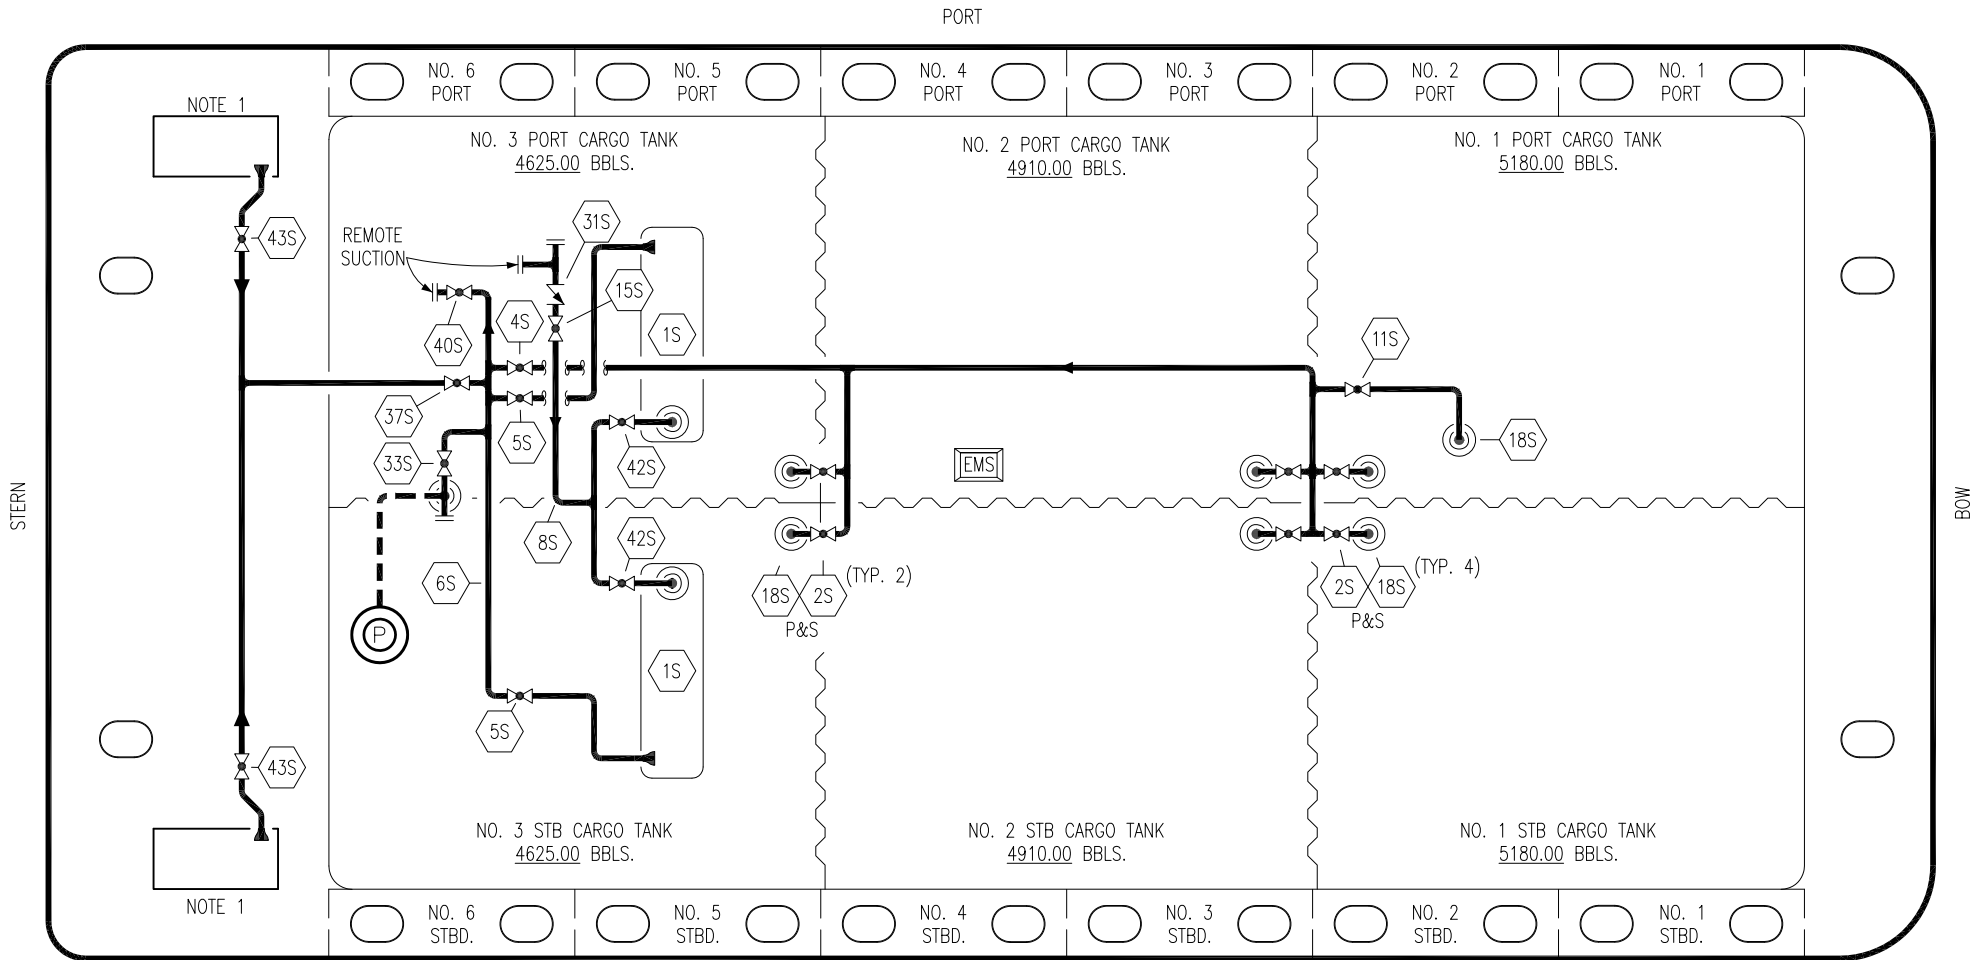 PORT
NO. 6
PORT
NO. 5
PORT
NO. 4
PORT
NO. 3
PORT
NO. 2
PORT
NO. 1
PORT
NOTE 1
NO. 3 PORT CARGO TANK
4625.00 BBLS.
NO. 2 PORT CARGO TANK
4910.00 BBLS.
NO. 1 PORT CARGO TANK
5180.00 BBLS.
43S
REMOTE
SUCTION
31S
15S
4S
40S
1S
11S
37S
5S
33S
42S
EMS
18S
STERN
BOW
8S
42S
6S
18S
2S
(TYP. 2)
P&S
2S
18S
(TYP. 4)
P&S
P
1S
5S
43S
NO. 3 STB CARGO TANK
4625.00 BBLS.
NO. 2 STB CARGO TANK
4910.00 BBLS.
NO. 1 STB CARGO TANK
5180.00 BBLS.
NOTE 1
NO. 6
STBD.
NO. 5
STBD.
NO. 4
STBD.
NO. 3
STBD.
NO. 2
STBD.
NO. 1
STBD.